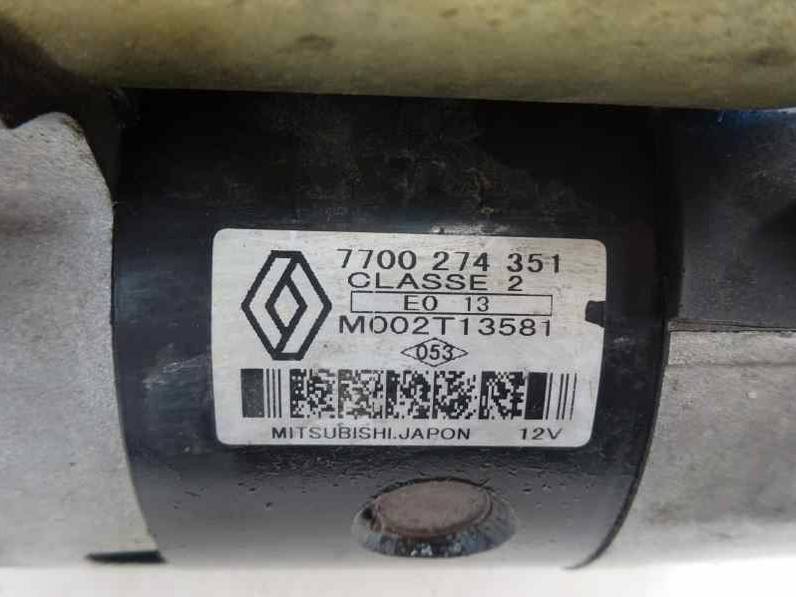 7700 274 351
CLASSE 2
E0 13
M002T13581
053
MITSUBISHI.JAPON 12V